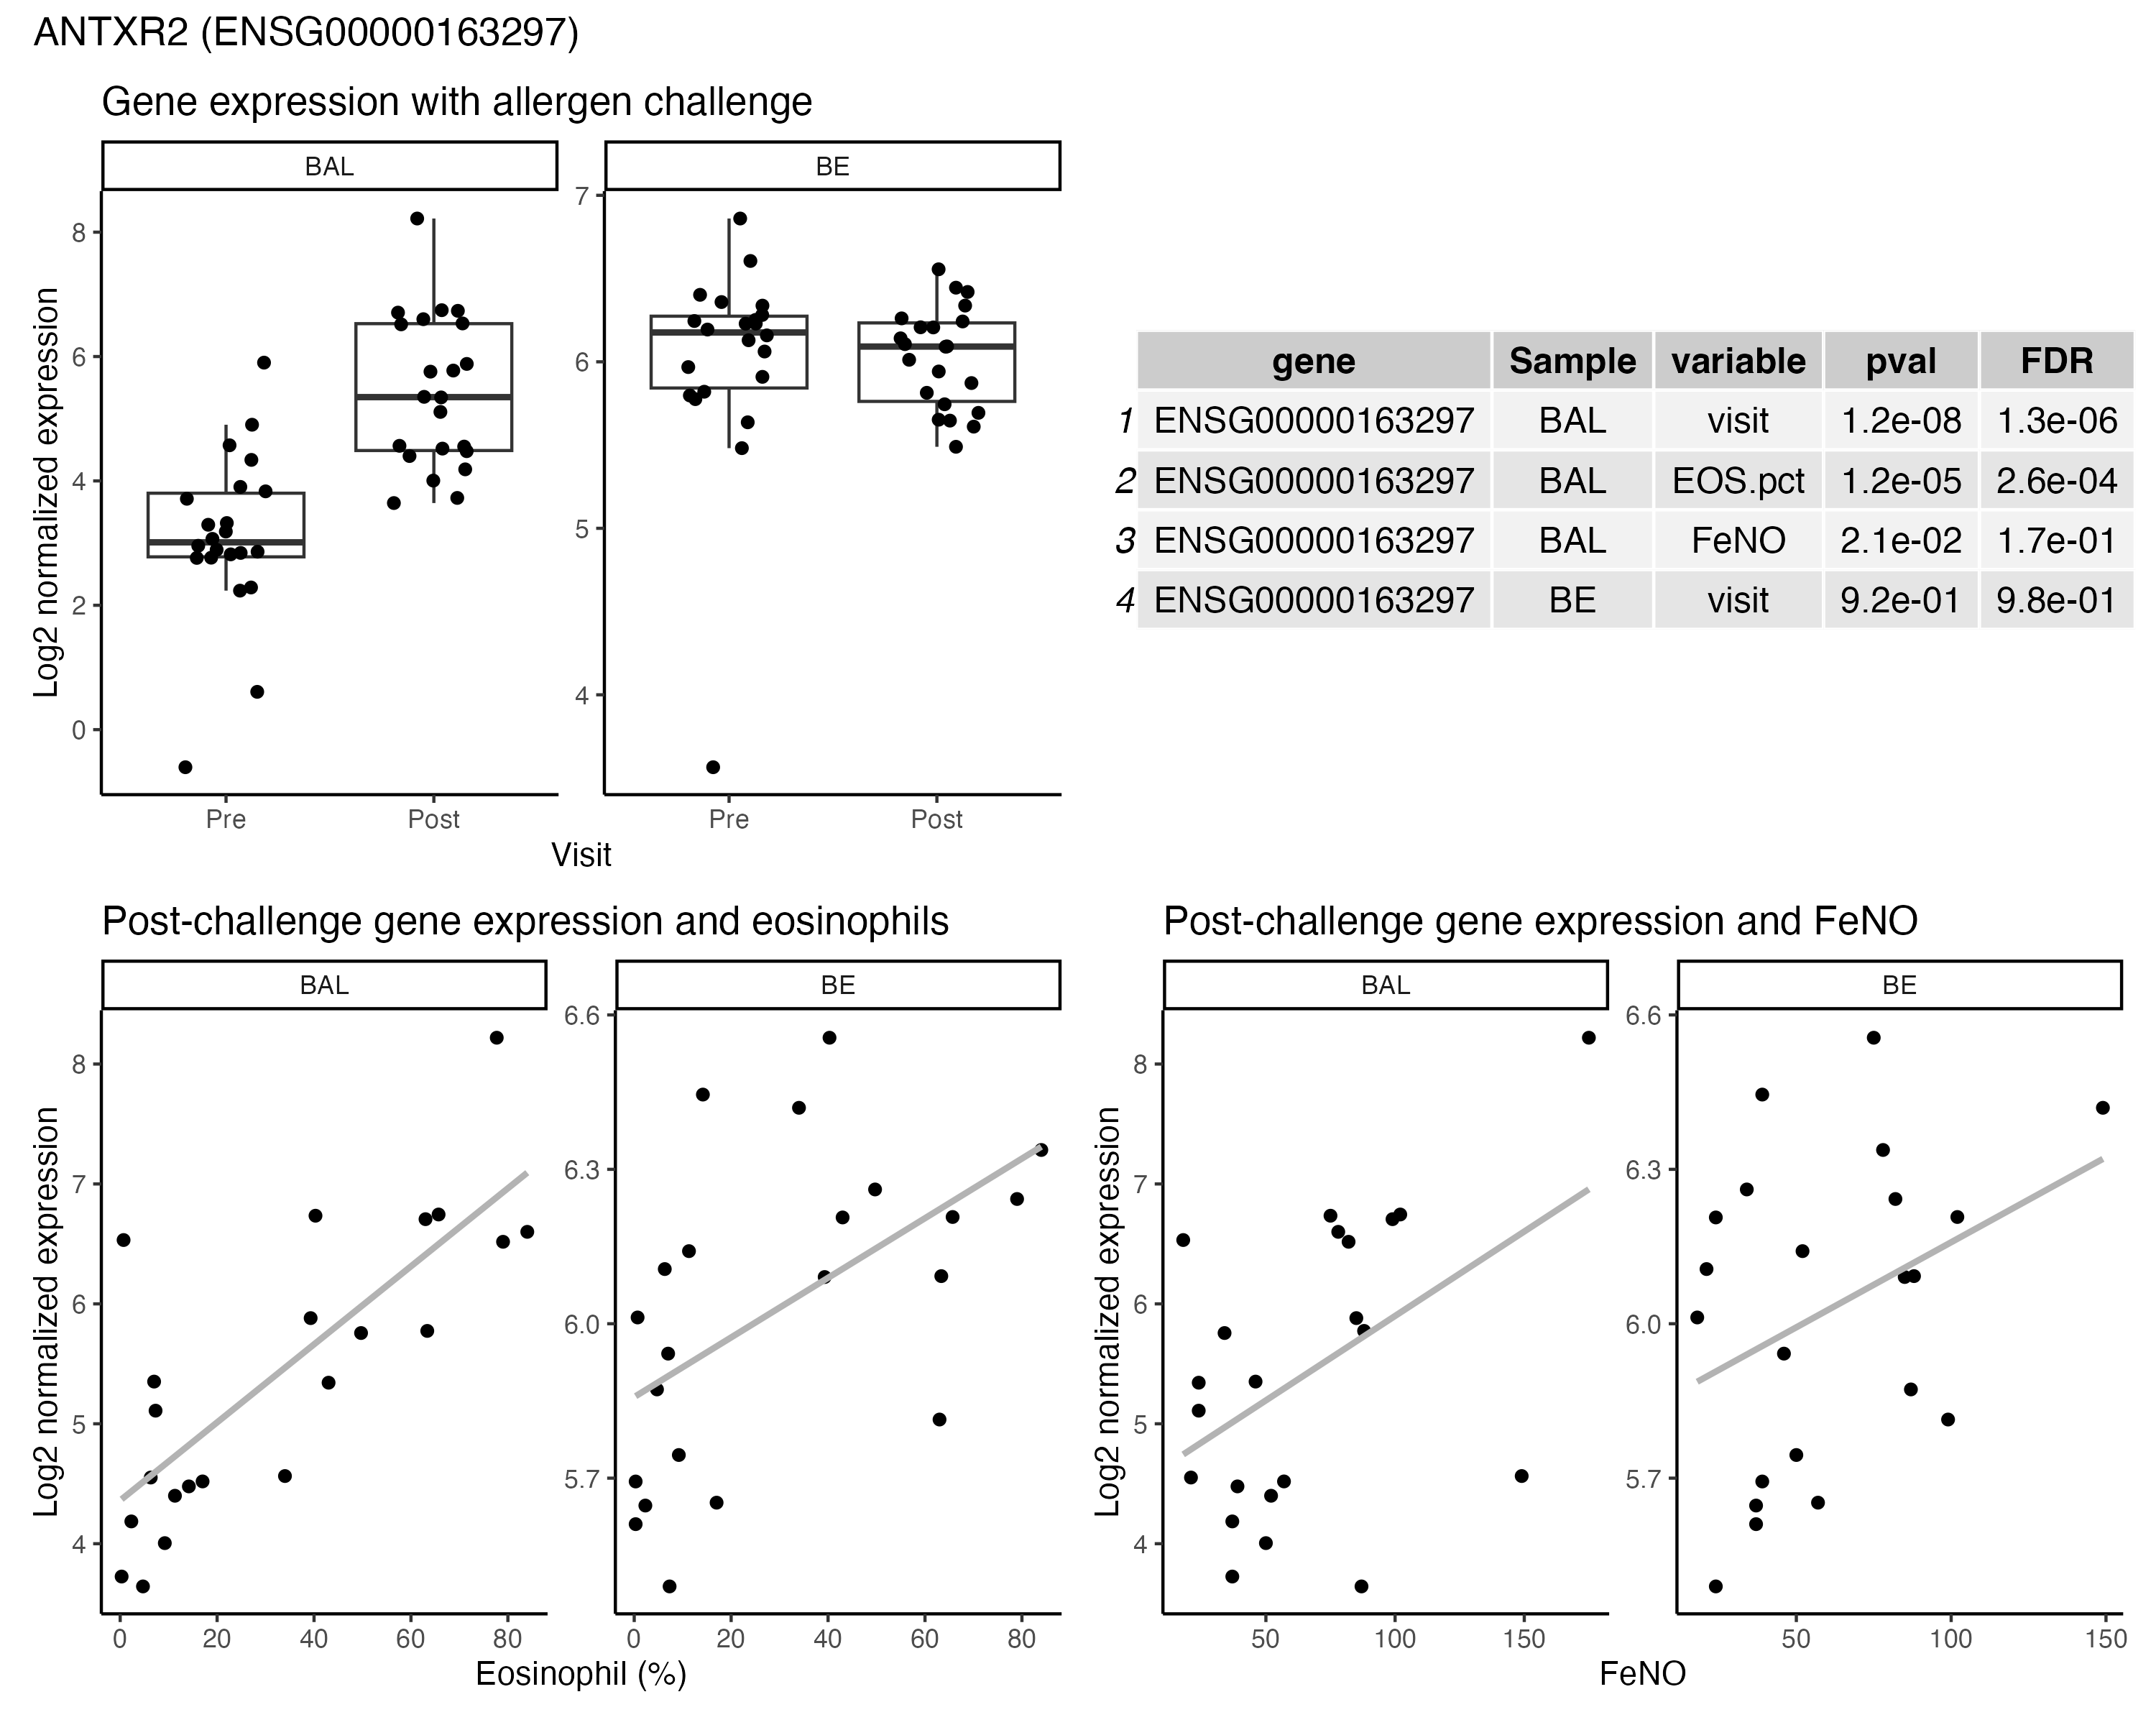 ANTXR2 (ENSG00000163297)
Gene expression with allergen challenge
BAL
BE
Log2 normalized expression
8
6
4
2
0
7
6
5
4
Pre
Post
Pre
Post
Visit
gene Sample variable pval FDR
1 ENSG00000163297 BAL visit 1.2e-08 1.3e-06
2 ENSG00000163297 BAL EOS.pct 1.2e-05 2.6e-04
3 ENSG00000163297 BAL FeNO 2.1e-02 1.7e-01
4 ENSG00000163297 BE visit 9.2e-01 9.8e-01
Post-challenge gene expression and eosinophils
BAL
BE
Log2 normalized expression
8
7
6
5
4
6.6
6.3
6.0
5.7
0 20 40 60 80
0 20 40 60 80
Eosinophil (%)
Post-challenge gene expression and FeNO
BAL
BE
Log2 normalized expression
8
7
6
5
4
6.6
6.3
6.0
5.7
50 100 150
50 100 150
FeNO